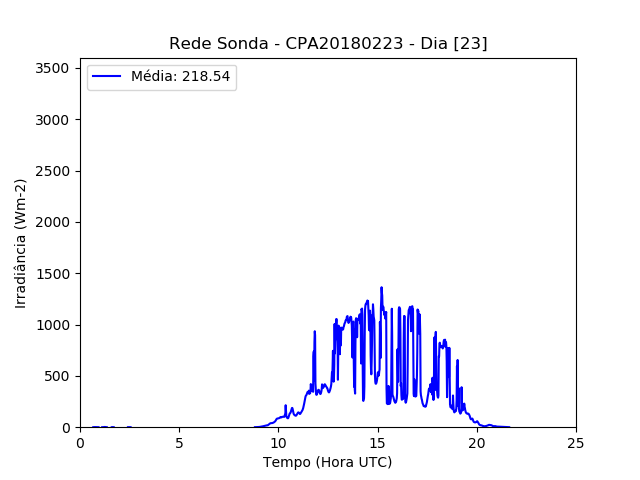 Rede Sonda - CPA20180223 - Dia [23]
Média: 218.54
Irradiância (Wm-2)
3500
3000
2500
2000
1500
1000
500
0
0 5 10 15 20 25
Tempo (Hora UTC)